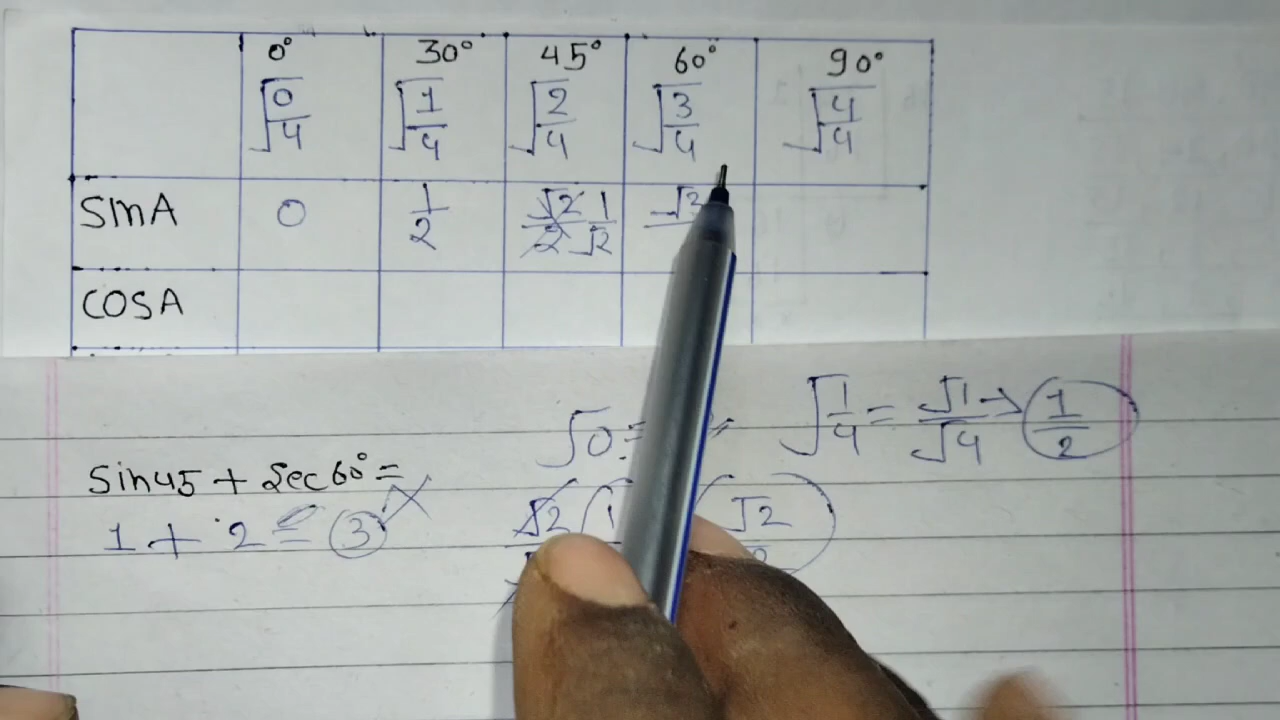 0° 30° 45° 60° 90°
√0/4 √1/4 √2/4 √3/4 √4/4
SinA 0 1/2 √2/2 1/√2
COSA
√0 = √1/4 = √1/√4 → 1/2
Sin45 + Sec60° =
1 + 2 = 3
√2 √2